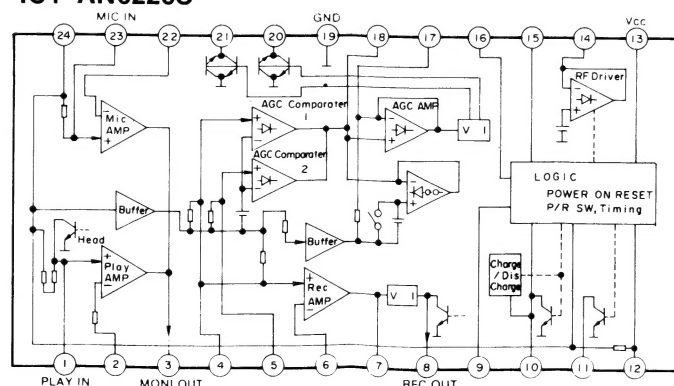 MIC IN
GND
Vcc
24 23 22 21 20 19 18 17 16 15 14 13
RF Driver
Mic AMP
AGC Comparater 1
AGC AMP
V I
AGC Comparater 2
LOGIC
POWER ON RESET
P/R SW, Timing
Buffer
Head
Buffer
Play AMP
Rec AMP
V I
Charge / Dis Charge
1 2 3 4 5 6 7 8 9 10 11 12
PLAY IN
MONI OUT
REC OUT